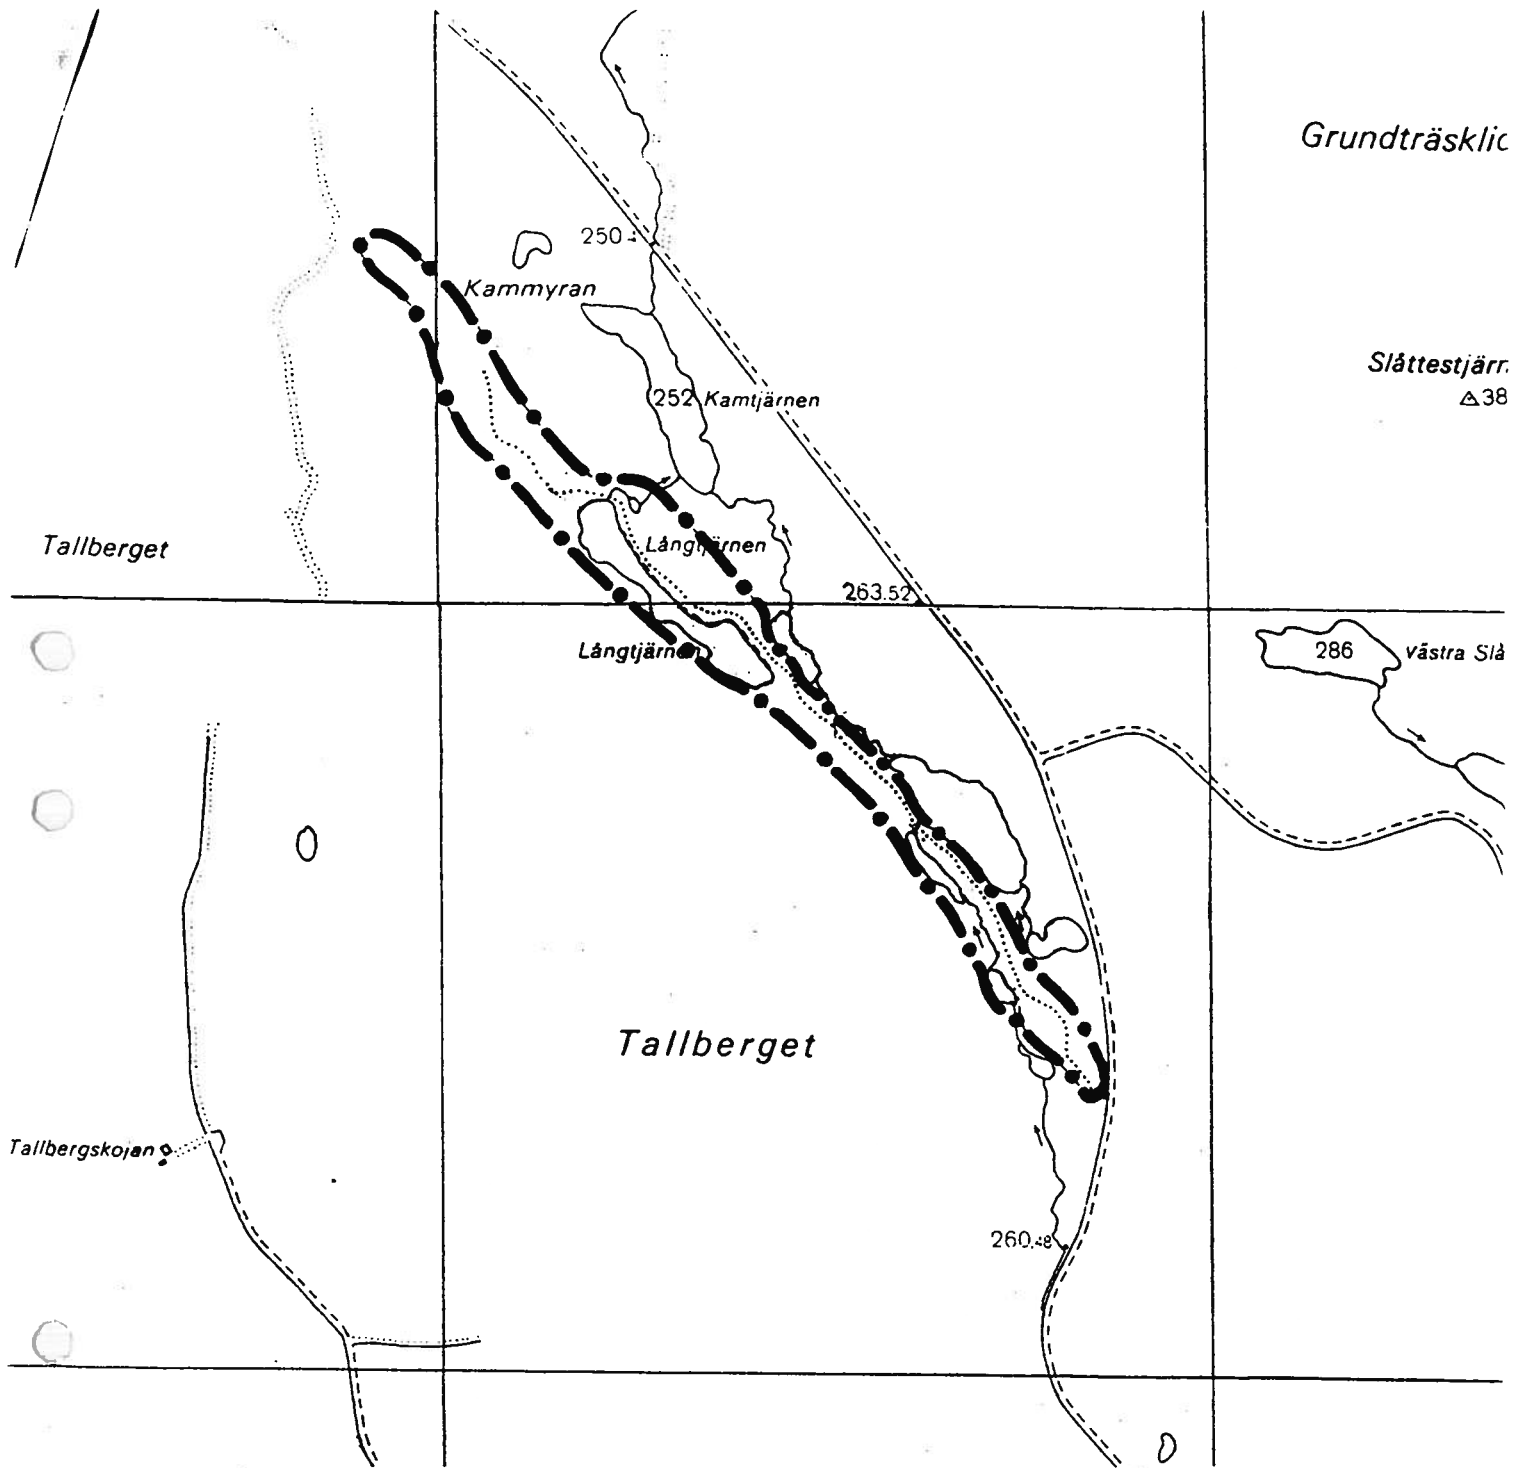 Grundträsklic
250
Kammyran
Slåttestjärn
△38
252 Kamtjärnen
Långtjärnen
Tallberget
263.52
Långtjärnen
286
Västra Slå
Tallberget
Tallbergskojan
260.48